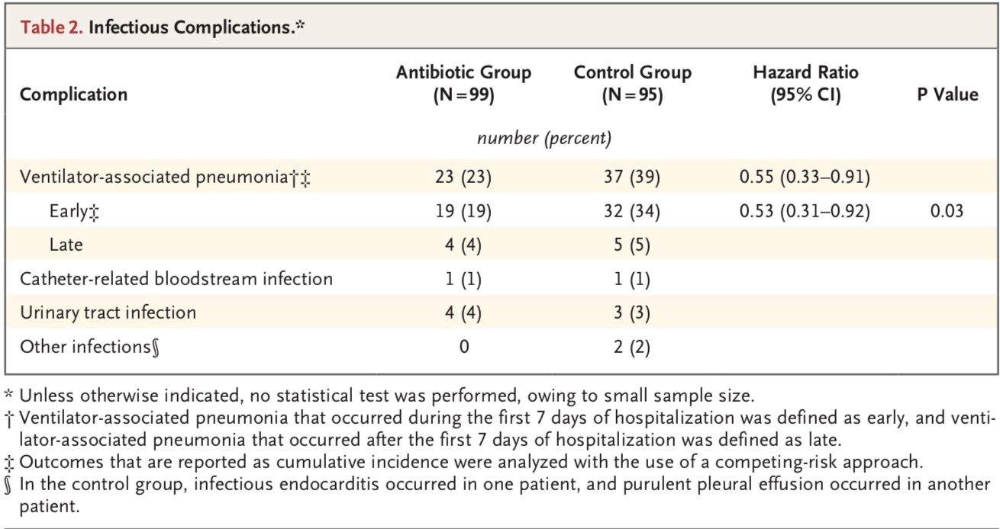 Table 2. Infectious Complications.*
Complication Antibiotic Group (N=99) Control Group (N=95) Hazard Ratio (95% CI) P Value
number (percent)
Ventilator-associated pneumonia†‡ 23 (23) 37 (39) 0.55 (0.33–0.91)
Early‡ 19 (19) 32 (34) 0.53 (0.31–0.92) 0.03
Late 4 (4) 5 (5)
Catheter-related bloodstream infection 1 (1) 1 (1)
Urinary tract infection 4 (4) 3 (3)
Other infections§ 0 2 (2)
* Unless otherwise indicated, no statistical test was performed, owing to small sample size.
† Ventilator-associated pneumonia that occurred during the first 7 days of hospitalization was defined as early, and venti-
lator-associated pneumonia that occurred after the first 7 days of hospitalization was defined as late.
‡ Outcomes that are reported as cumulative incidence were analyzed with the use of a competing-risk approach.
§ In the control group, infectious endocarditis occurred in one patient, and purulent pleural effusion occurred in another
patient.